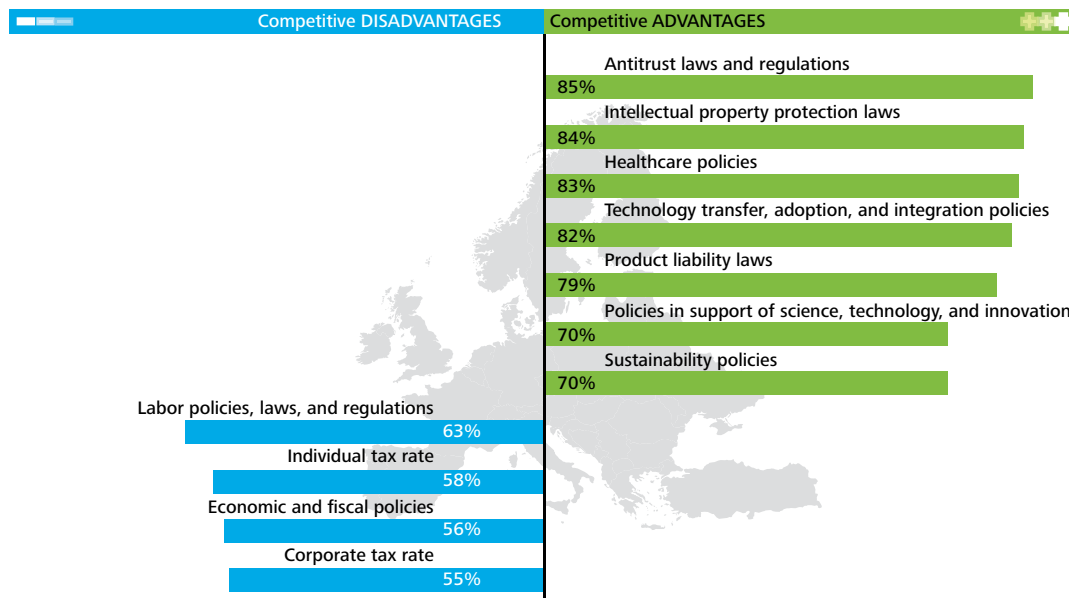 Competitive DISADVANTAGES
Competitive ADVANTAGES
Antitrust laws and regulations
85%
Intellectual property protection laws
84%
Healthcare policies
83%
Technology transfer, adoption, and integration policies
82%
Product liability laws
79%
Policies in support of science, technology, and innovation
70%
Sustainability policies
70%
Labor policies, laws, and regulations
63%
Individual tax rate
58%
Economic and fiscal policies
56%
Corporate tax rate
55%